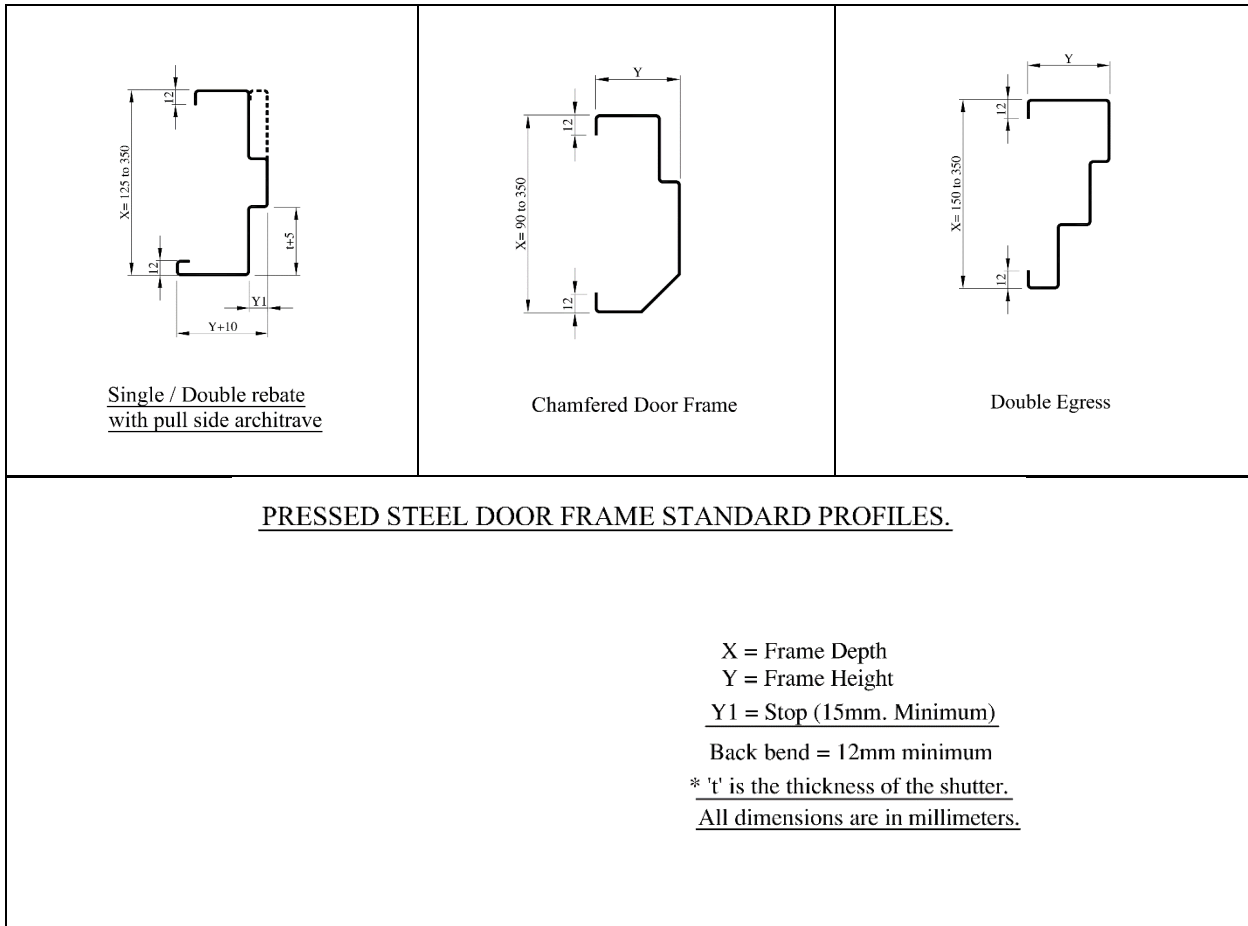 12
X= 125 to 350
t+5
12
Y1
Y+10
Single / Double rebate
with pull side architrave
Y
12
X= 90 to 350
12
Chamfered Door Frame
Y
12
X= 150 to 350
12
Double Egress
PRESSED STEEL DOOR FRAME STANDARD PROFILES.
X = Frame Depth
Y = Frame Height
Y1 = Stop (15mm. Minimum)
Back bend = 12mm minimum
* 't' is the thickness of the shutter.
All dimensions are in millimeters.